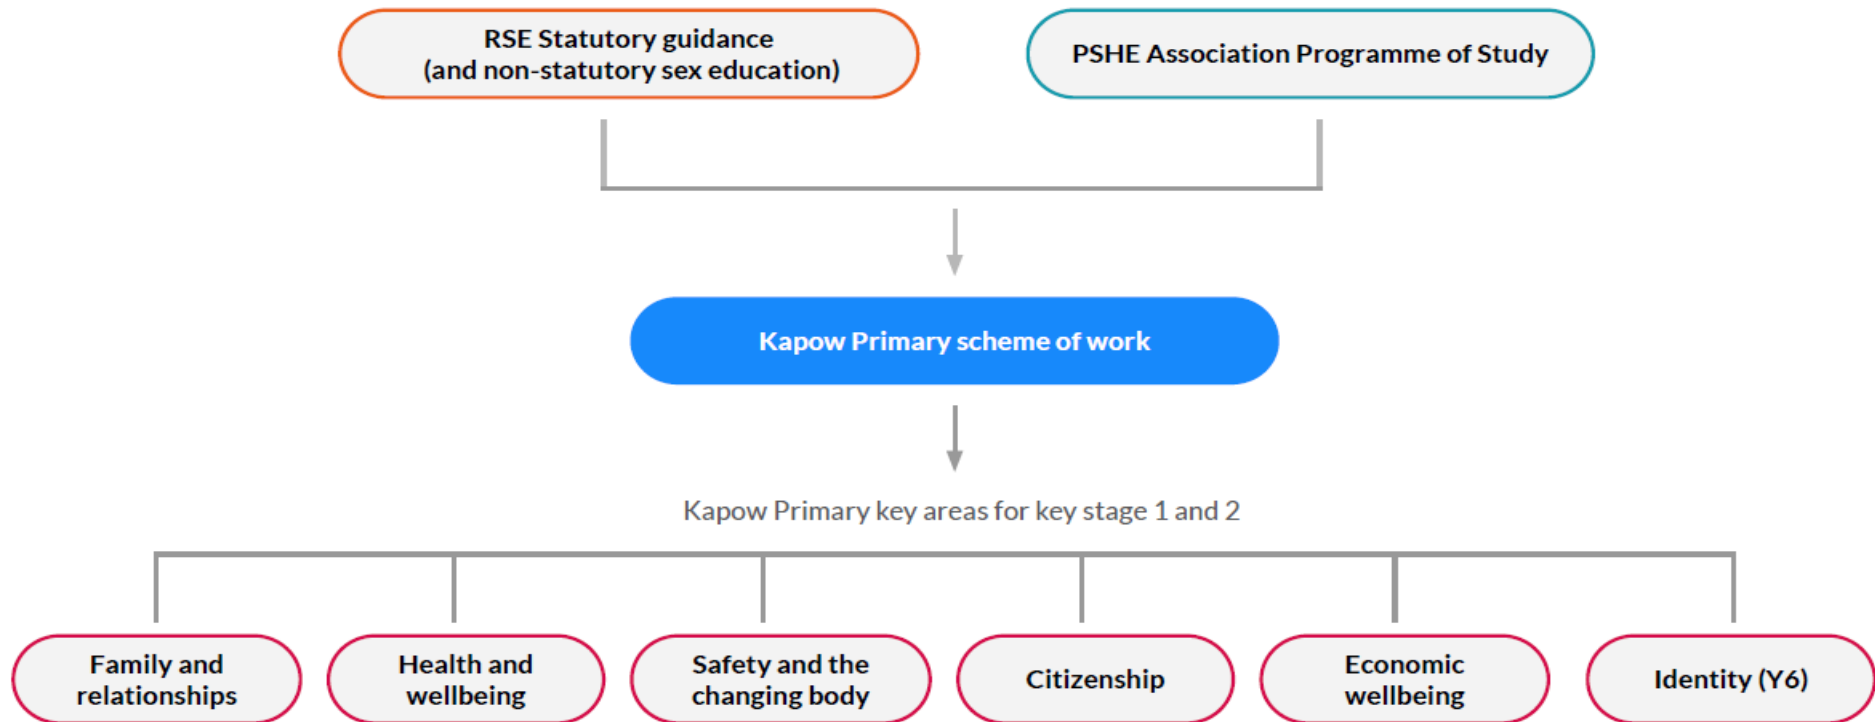 RSE Statutory guidance
(and non-statutory sex education)
PSHE Association Programme of Study
Kapow Primary scheme of work
Kapow Primary key areas for key stage 1 and 2
Family and
relationships
Health and
wellbeing
Safety and the
changing body
Citizenship
Economic
wellbeing
Identity (Y6)